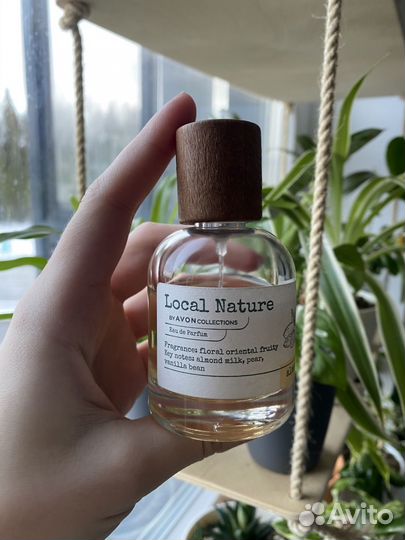 Local Nature
BY AVON COLLECTIONS
Eau de Parfum
Fragrance: floral oriental fruity
Key notes: almond milk, pear,
vanilla bean
Avito